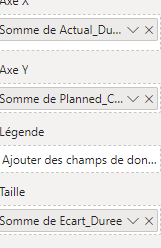 Axe X
Somme de Actual_Du...
Axe Y
Somme de Planned_C...
Légende
Ajouter des champs de don...
Taille
Somme de Ecart_Duree